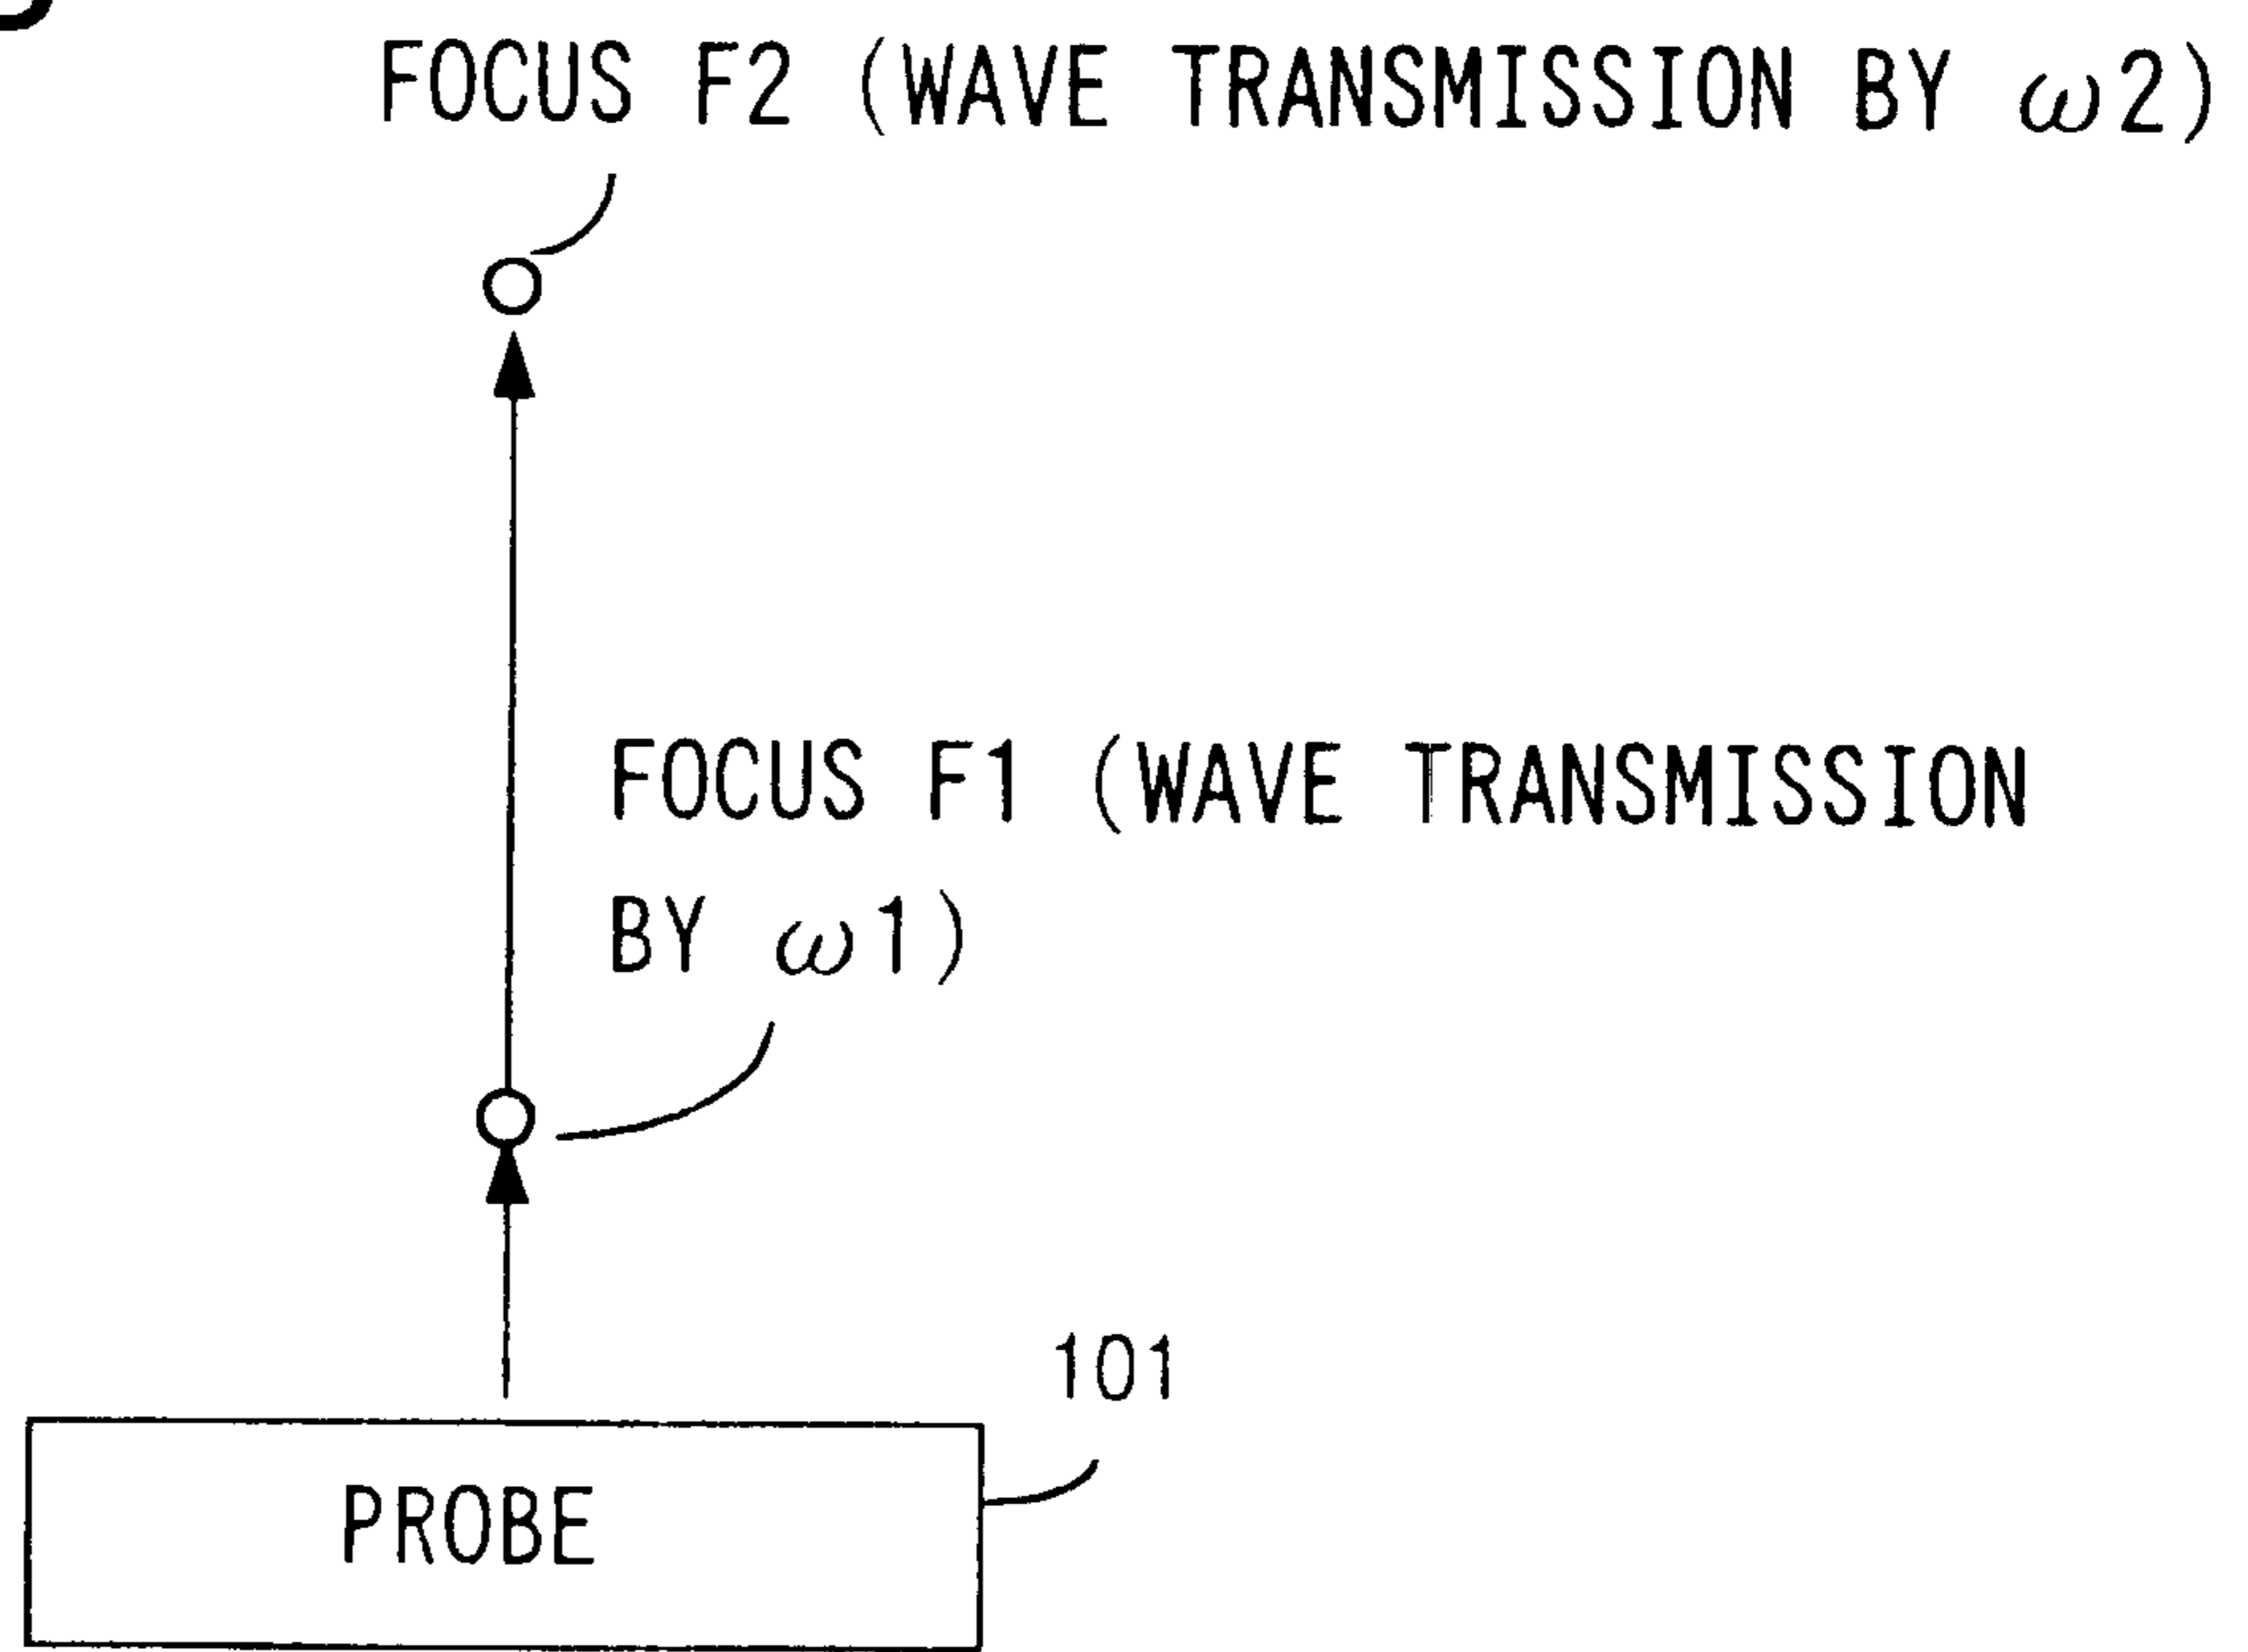 FOCUS F2 (WAVE TRANSMISSION BY ω2)
FOCUS F1 (WAVE TRANSMISSION
BY ω1)
101
PROBE